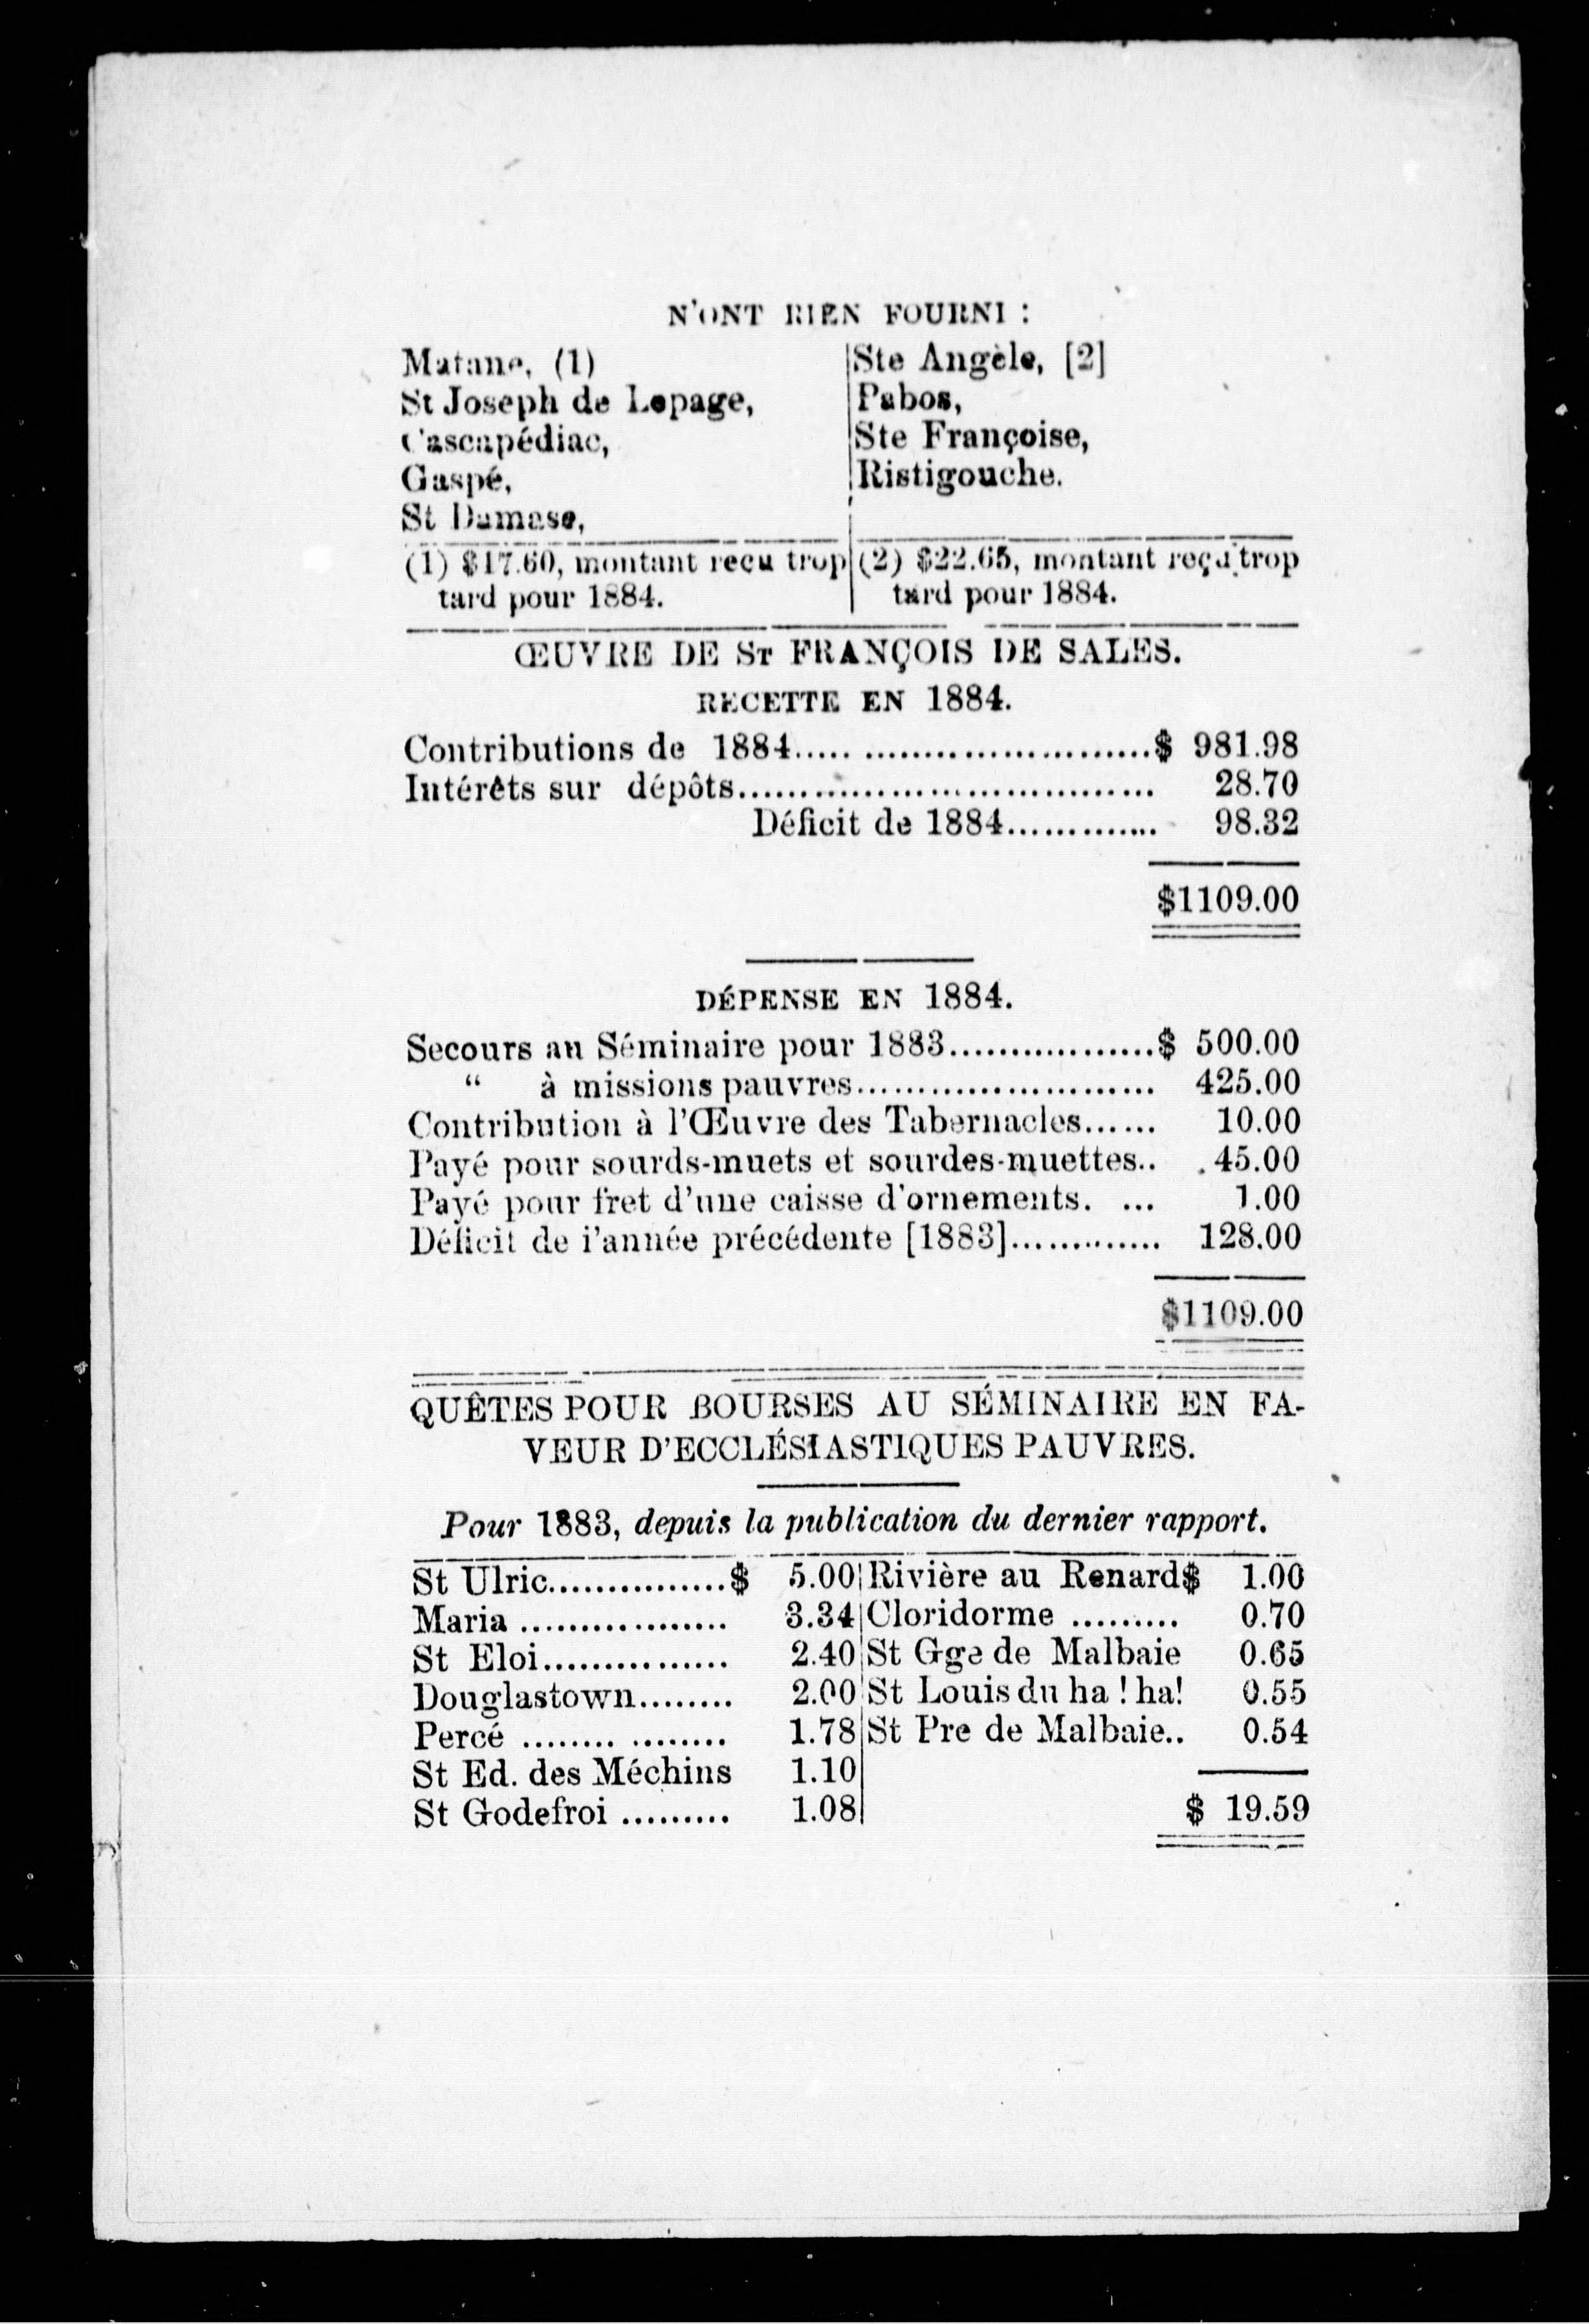 N'ONT RIEN FOURNI :
Matane, (1)
St Joseph de Lepage,
Cascapédiac,
Gaspé,
St Damase,
Ste Angèle, [2]
Pabos,
Ste Françoise,
Ristigouche.
(1) $17.60, montant reçu trop
tard pour 1884.
(2) $22.65, montant reçu trop
tard pour 1884.
ŒUVRE DE ST FRANÇOIS DE SALES.
RECETTE EN 1884.
Contributions de 1884..... ........................$ 981.98
Intérêts sur dépôts.................................. 28.70
Déficit de 1884............. 98.32
$1109.00
DÉPENSE EN 1884.
Secours au Séminaire pour 1883.................$ 500.00
“ à missions pauvres......................... 425.00
Contribution à l'Œuvre des Tabernacles...... 10.00
Payé pour sourds-muets et sourdes-muettes.. 45.00
Payé pour fret d'une caisse d'ornements. ... 1.00
Déficit de i'année précédente [1883]............. 128.00
$1109.00
QUÊTES POUR BOURSES AU SÉMINAIRE EN FA-
VEUR D'ECCLÉSIASTIQUES PAUVRES.
Pour 1883, depuis la publication du dernier rapport.
St Ulric................$ 5.00
Maria ................. 3.34
St Eloi............... 2.40
Douglastown........ 2.00
Percé ........ ........ 1.78
St Ed. des Méchins 1.10
St Godefroi ......... 1.08
Rivière au Renard$ 1.00
Cloridorme ......... 0.70
St Gge de Malbaie 0.65
St Louis du ha ! ha! 0.55
St Pre de Malbaie.. 0.54
$ 19.59